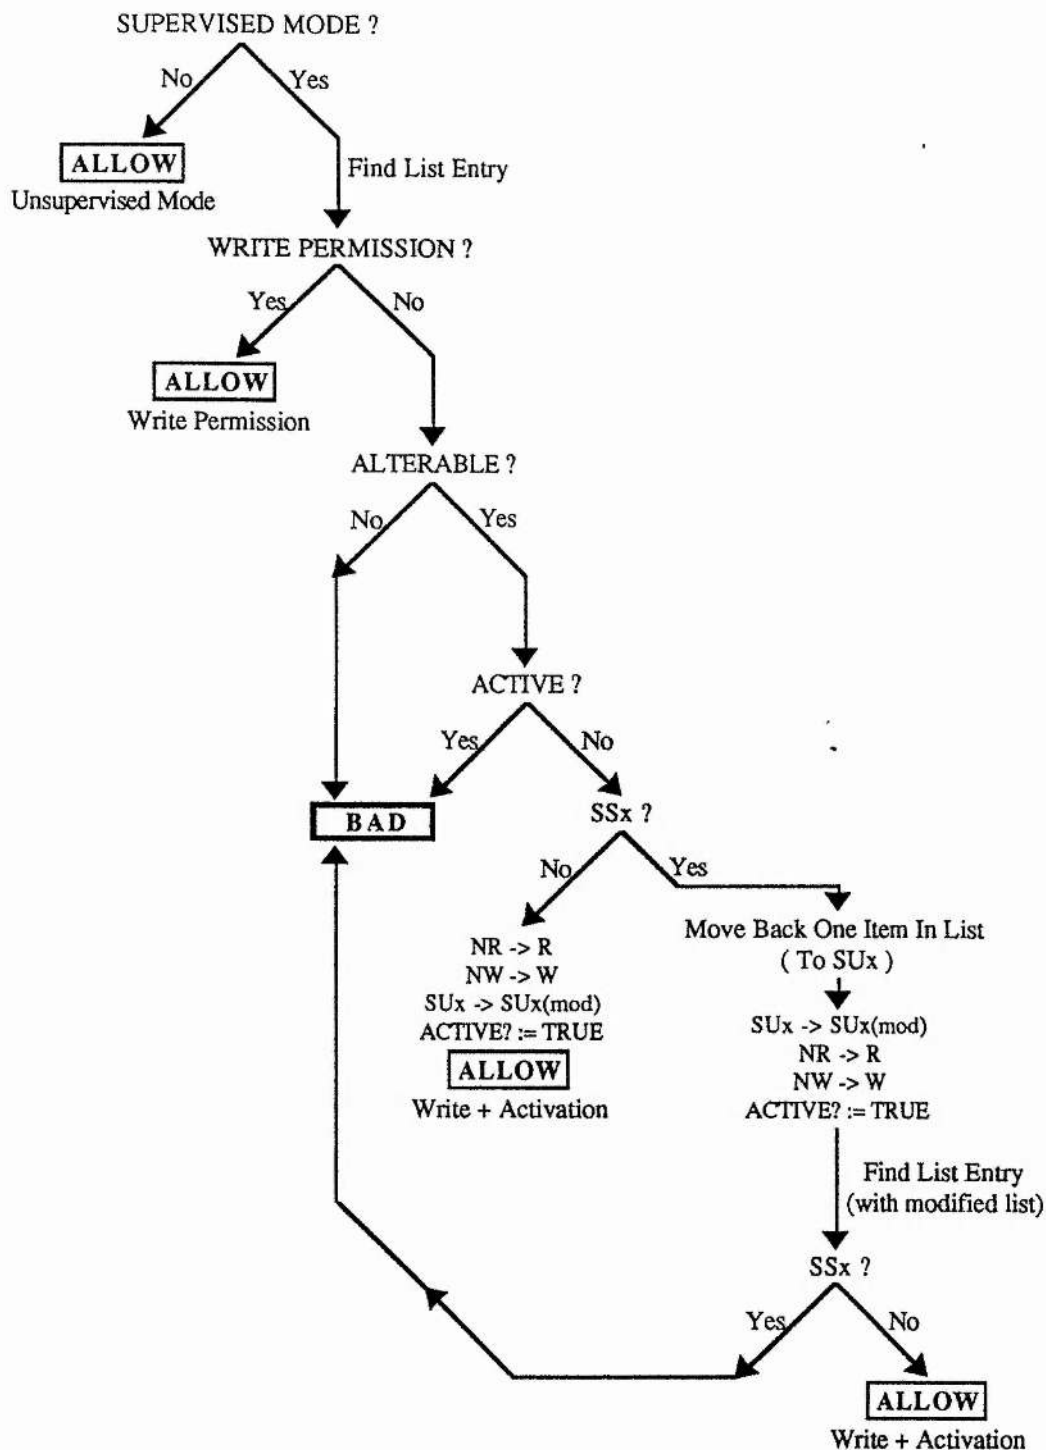 SUPERVISED MODE ?
No
Yes
ALLOW
Unsupervised Mode
Find List Entry
WRITE PERMISSION ?
Yes
No
ALLOW
Write Permission
ALTERABLE ?
No
Yes
ACTIVE ?
Yes
No
BAD
SSx ?
No
Yes
NR -> R
NW -> W
SUx -> SUx(mod)
ACTIVE? := TRUE
ALLOW
Write + Activation
Move Back One Item In List
( To SUx )
SUx -> SUx(mod)
NR -> R
NW -> W
ACTIVE? := TRUE
Find List Entry
(with modified list)
SSx ?
Yes
No
ALLOW
Write + Activation